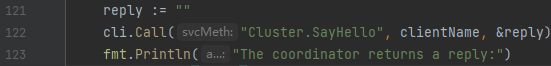 121 reply := ""
122 cli.Call( svcMeth: "Cluster.SayHello", clientName, &reply)
123 fmt.Println( a...: "The coordinator returns a reply:")